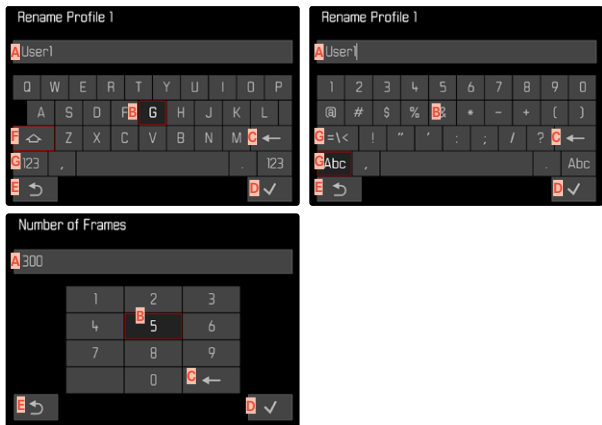 Rename Profile 1
A User1
Q W E R T Y U I O P
A S D F B G H J K L
F Z X C V B N M C ←
G 123 , . 123
E D ✓
Rename Profile 1
A User1
1 2 3 4 5 6 7 8 9 0
@ # $ % B & * - + ( )
G =\< ! " ' : ; / ? C ←
G Abc , . Abc
E D ✓
Number of Frames
A 300
1 2 3
4 B 5 6
7 8 9
0 C ←
E D ✓